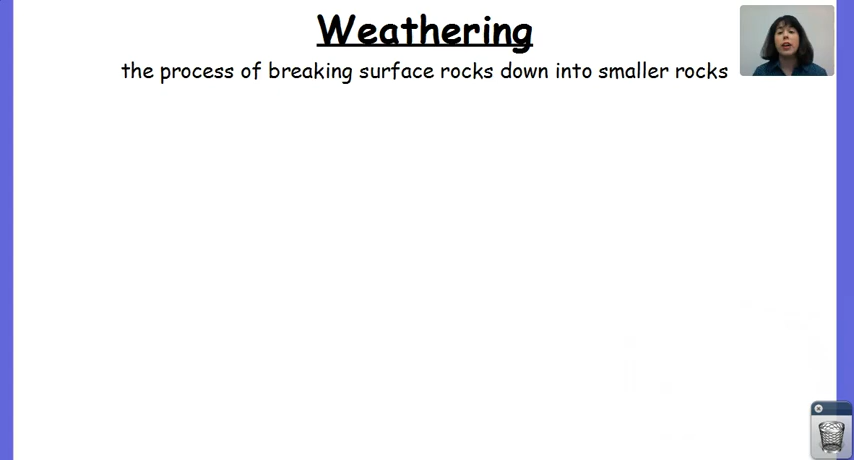 Weathering
the process of breaking surface rocks down into smaller rocks